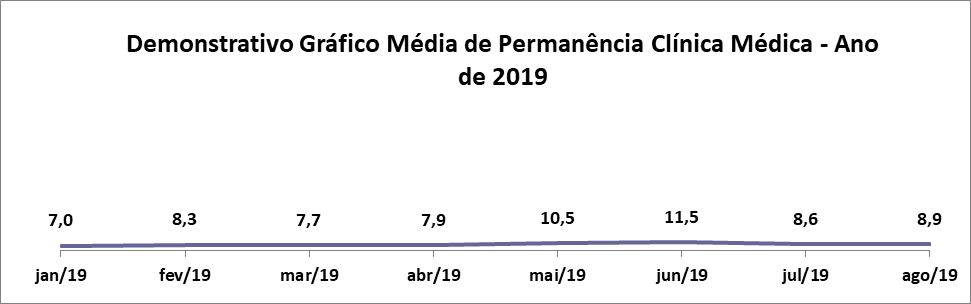 Demonstrativo Gráfico Média de Permanência Clínica Médica - Ano
de 2019
7,0 8,3 7,7 7,9 10,5 11,5 8,6 8,9
jan/19 fev/19 mar/19 abr/19 mai/19 jun/19 jul/19 ago/19